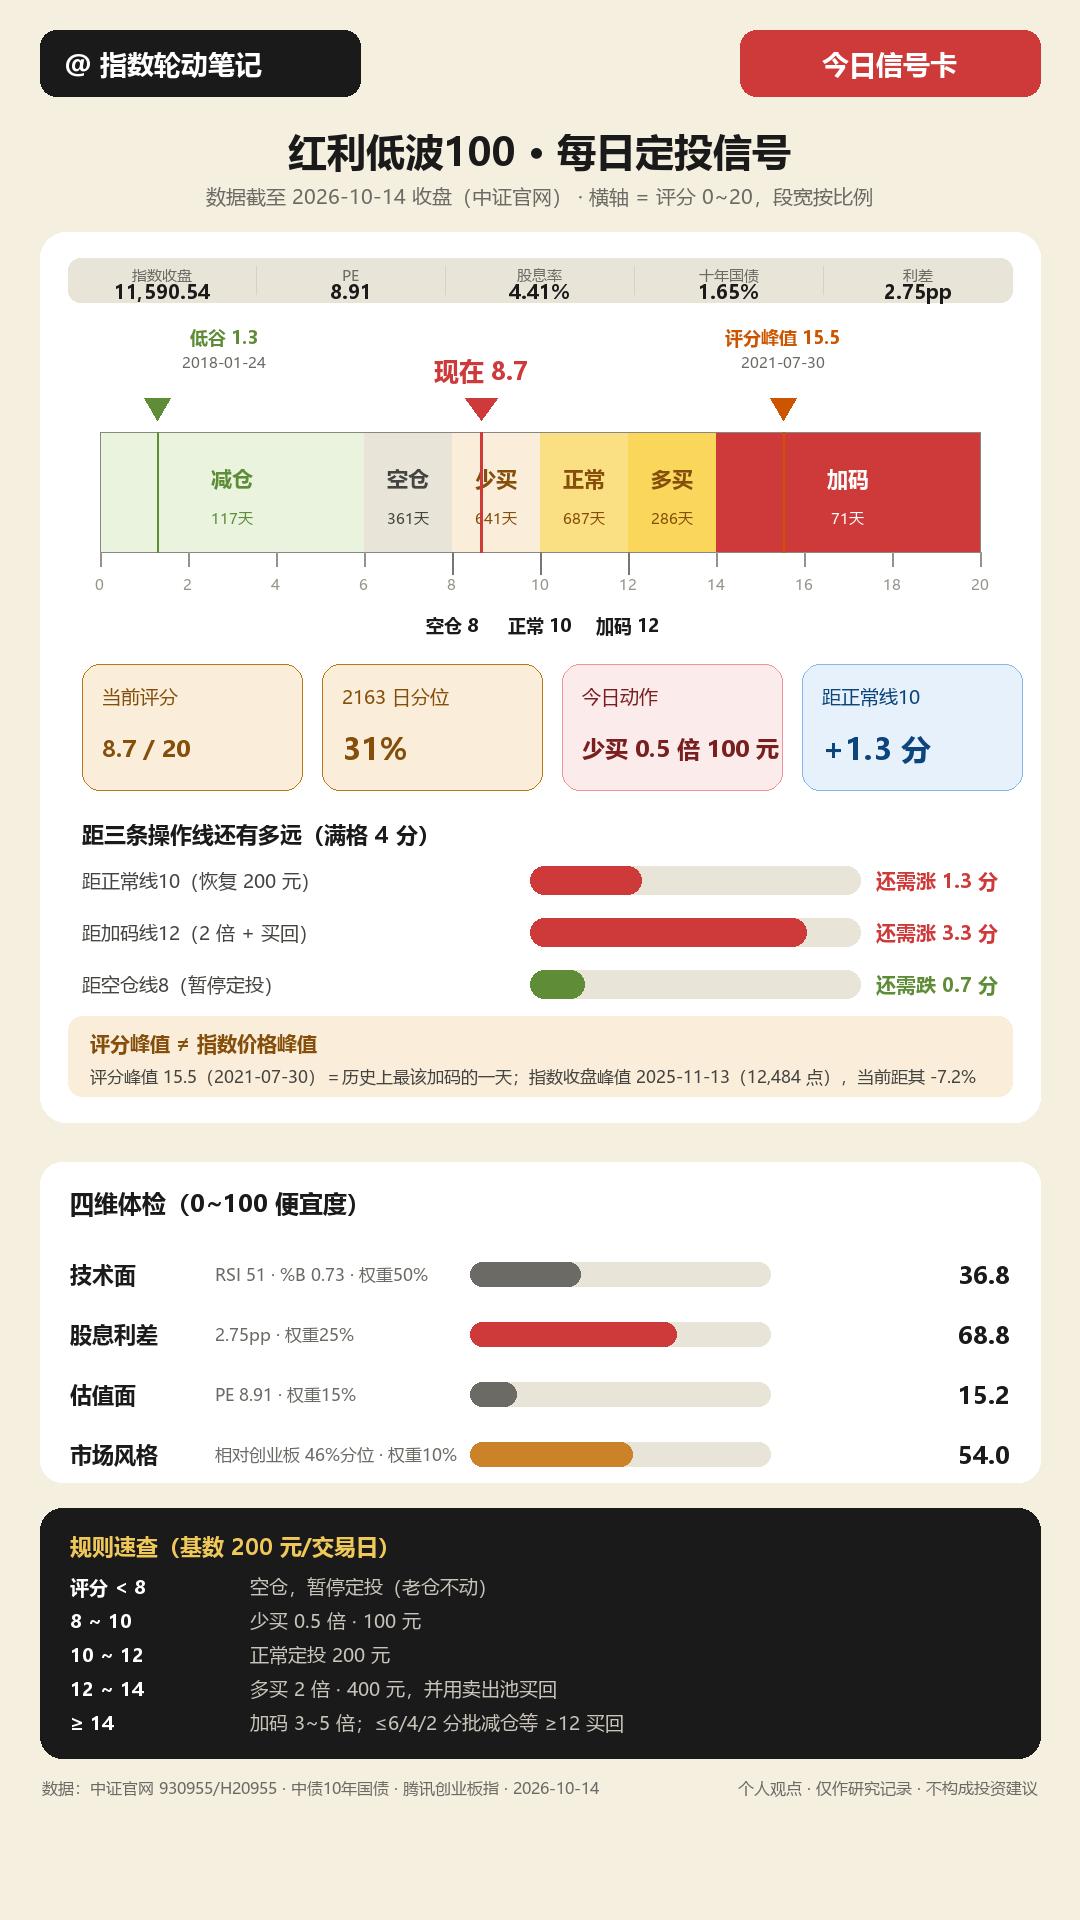 @ 指数轮动笔记
今日信号卡
红利低波100 · 每日定投信号
数据截至 2026-10-14 收盘（中证官网） · 横轴 = 评分 0~20，段宽按比例
指数收盘 PE 股息率 十年国债 利差
11,590.54 8.91 4.41% 1.65% 2.75pp
低谷 1.3
2018-01-24
现在 8.7
评分峰值 15.5
2021-07-30
减仓 空仓 少买 正常 多买 加码
117天 361天 641天 687天 286天 71天
0 2 4 6 8 10 12 14 16 18 20
空仓 8 正常 10 加码 12
当前评分 2163 日分位 今日动作 距正常线10
8.7 / 20 31% 少买 0.5 倍 100 元 +1.3 分
距三条操作线还有多远（满格 4 分）
距正常线10（恢复 200 元） 还需涨 1.3 分
距加码线12（2 倍 + 买回） 还需涨 3.3 分
距空仓线8（暂停定投） 还需跌 0.7 分
评分峰值 ≠ 指数价格峰值
评分峰值 15.5（2021-07-30）＝历史上最该加码的一天；指数收盘峰值 2025-11-13（12,484 点），当前距其 -7.2%
四维体检（0~100 便宜度）
技术面 RSI 51 · %B 0.73 · 权重50% 36.8
股息利差 2.75pp · 权重25% 68.8
估值面 PE 8.91 · 权重15% 15.2
市场风格 相对创业板 46%分位 · 权重10% 54.0
规则速查（基数 200 元/交易日）
评分 < 8 空仓，暂停定投（老仓不动）
8 ~ 10 少买 0.5 倍 · 100 元
10 ~ 12 正常定投 200 元
12 ~ 14 多买 2 倍 · 400 元，并用卖出池买回
≥ 14 加码 3~5 倍；≤6/4/2 分批减仓等 ≥12 买回
数据：中证官网 930955/H20955 · 中债10年国债 · 腾讯创业板指 · 2026-10-14
个人观点 · 仅作研究记录 · 不构成投资建议